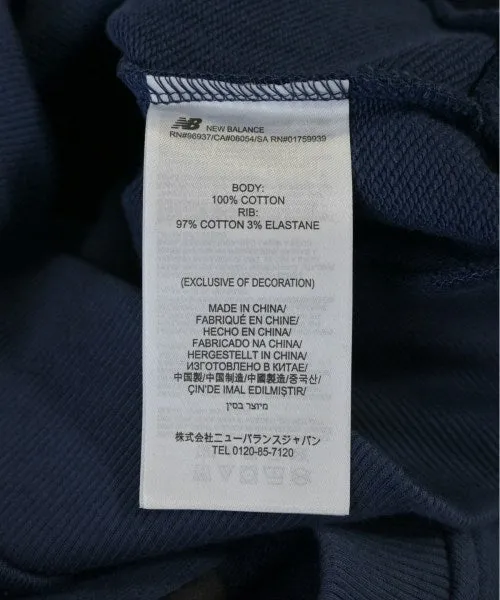 NB NEW BALANCE
RN#96937/CA#06054/SA RN#01759939
BODY:
100% COTTON
RIB:
97% COTTON 3% ELASTANE
(EXCLUSIVE OF DECORATION)
MADE IN CHINA/
FABRIQUÉ EN CHINE/
HECHO EN CHINA/
FABRICADO NA CHINA/
HERGESTELLT IN CHINA/
ИЗГОТОВЛЕНО В КИТАЕ/
中国製/中国制造/中國製造/중국산/
ÇIN'DE IMAL EDILMIŞTIR/
מיוצר בסין
株式会社ニューバランスジャパン
TEL 0120-85-7120